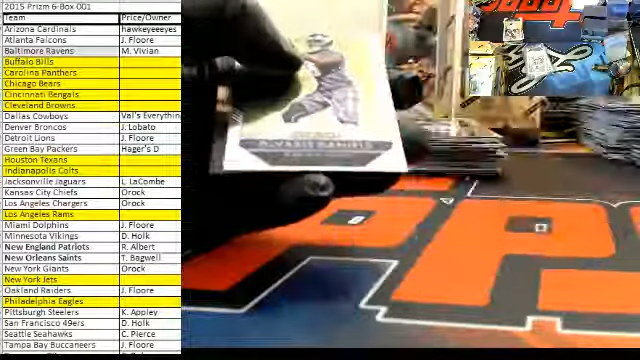 2015 Prizm 6-Box 001
Team Price/Owner
Arizona Cardinals hawkeeeeyes
Atlanta Falcons J. Floore
Baltimore Ravens M. Vivian
Buffalo Bills
Carolina Panthers
Chicago Bears
Cincinnati Bengals
Cleveland Browns
Dallas Cowboys Val's Everythin
Denver Broncos J. Lobato
Detroit Lions J. Floore
Green Bay Packers Hager's D
Houston Texans
Indianapolis Colts
Jacksonville Jaguars L. LaCombe
Kansas City Chiefs Orock
Los Angeles Chargers Orock
Los Angeles Rams
Miami Dolphins J. Floore
Minnesota Vikings D. Holk
New England Patriots R. Albert
New Orleans Saints T. Bagwell
New York Giants Orock
New York Jets
Oakland Raiders J. Floore
Philadelphia Eagles
Pittsburgh Steelers K. Appley
San Francisco 49ers D. Holk
Seattle Seahawks C. Pierce
Tampa Bay Buccaneers J. Floore